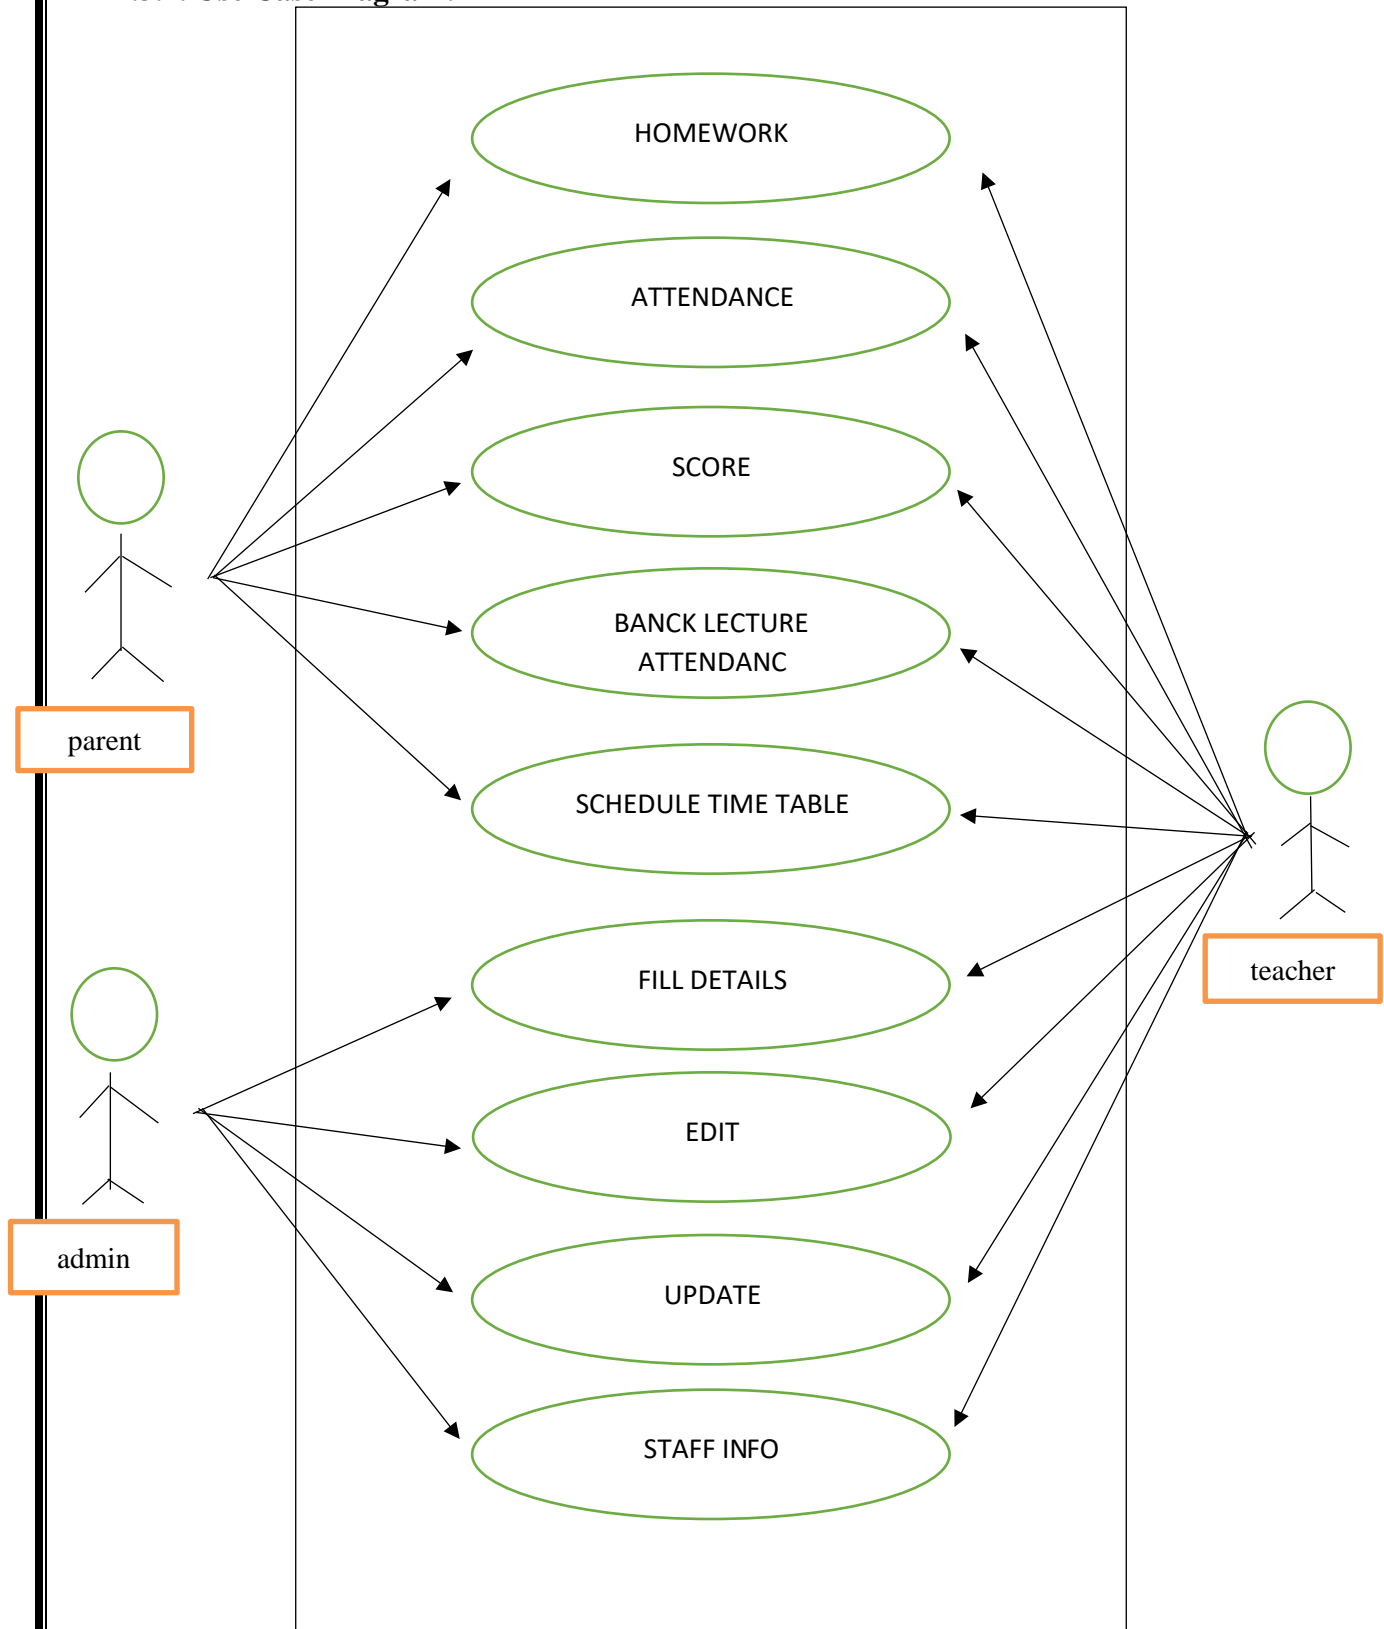 HOMEWORK
ATTENDANCE
SCORE
BANCK LECTURE
ATTENDANC
parent
SCHEDULE TIME TABLE
FILL DETAILS
teacher
EDIT
admin
UPDATE
STAFF INFO